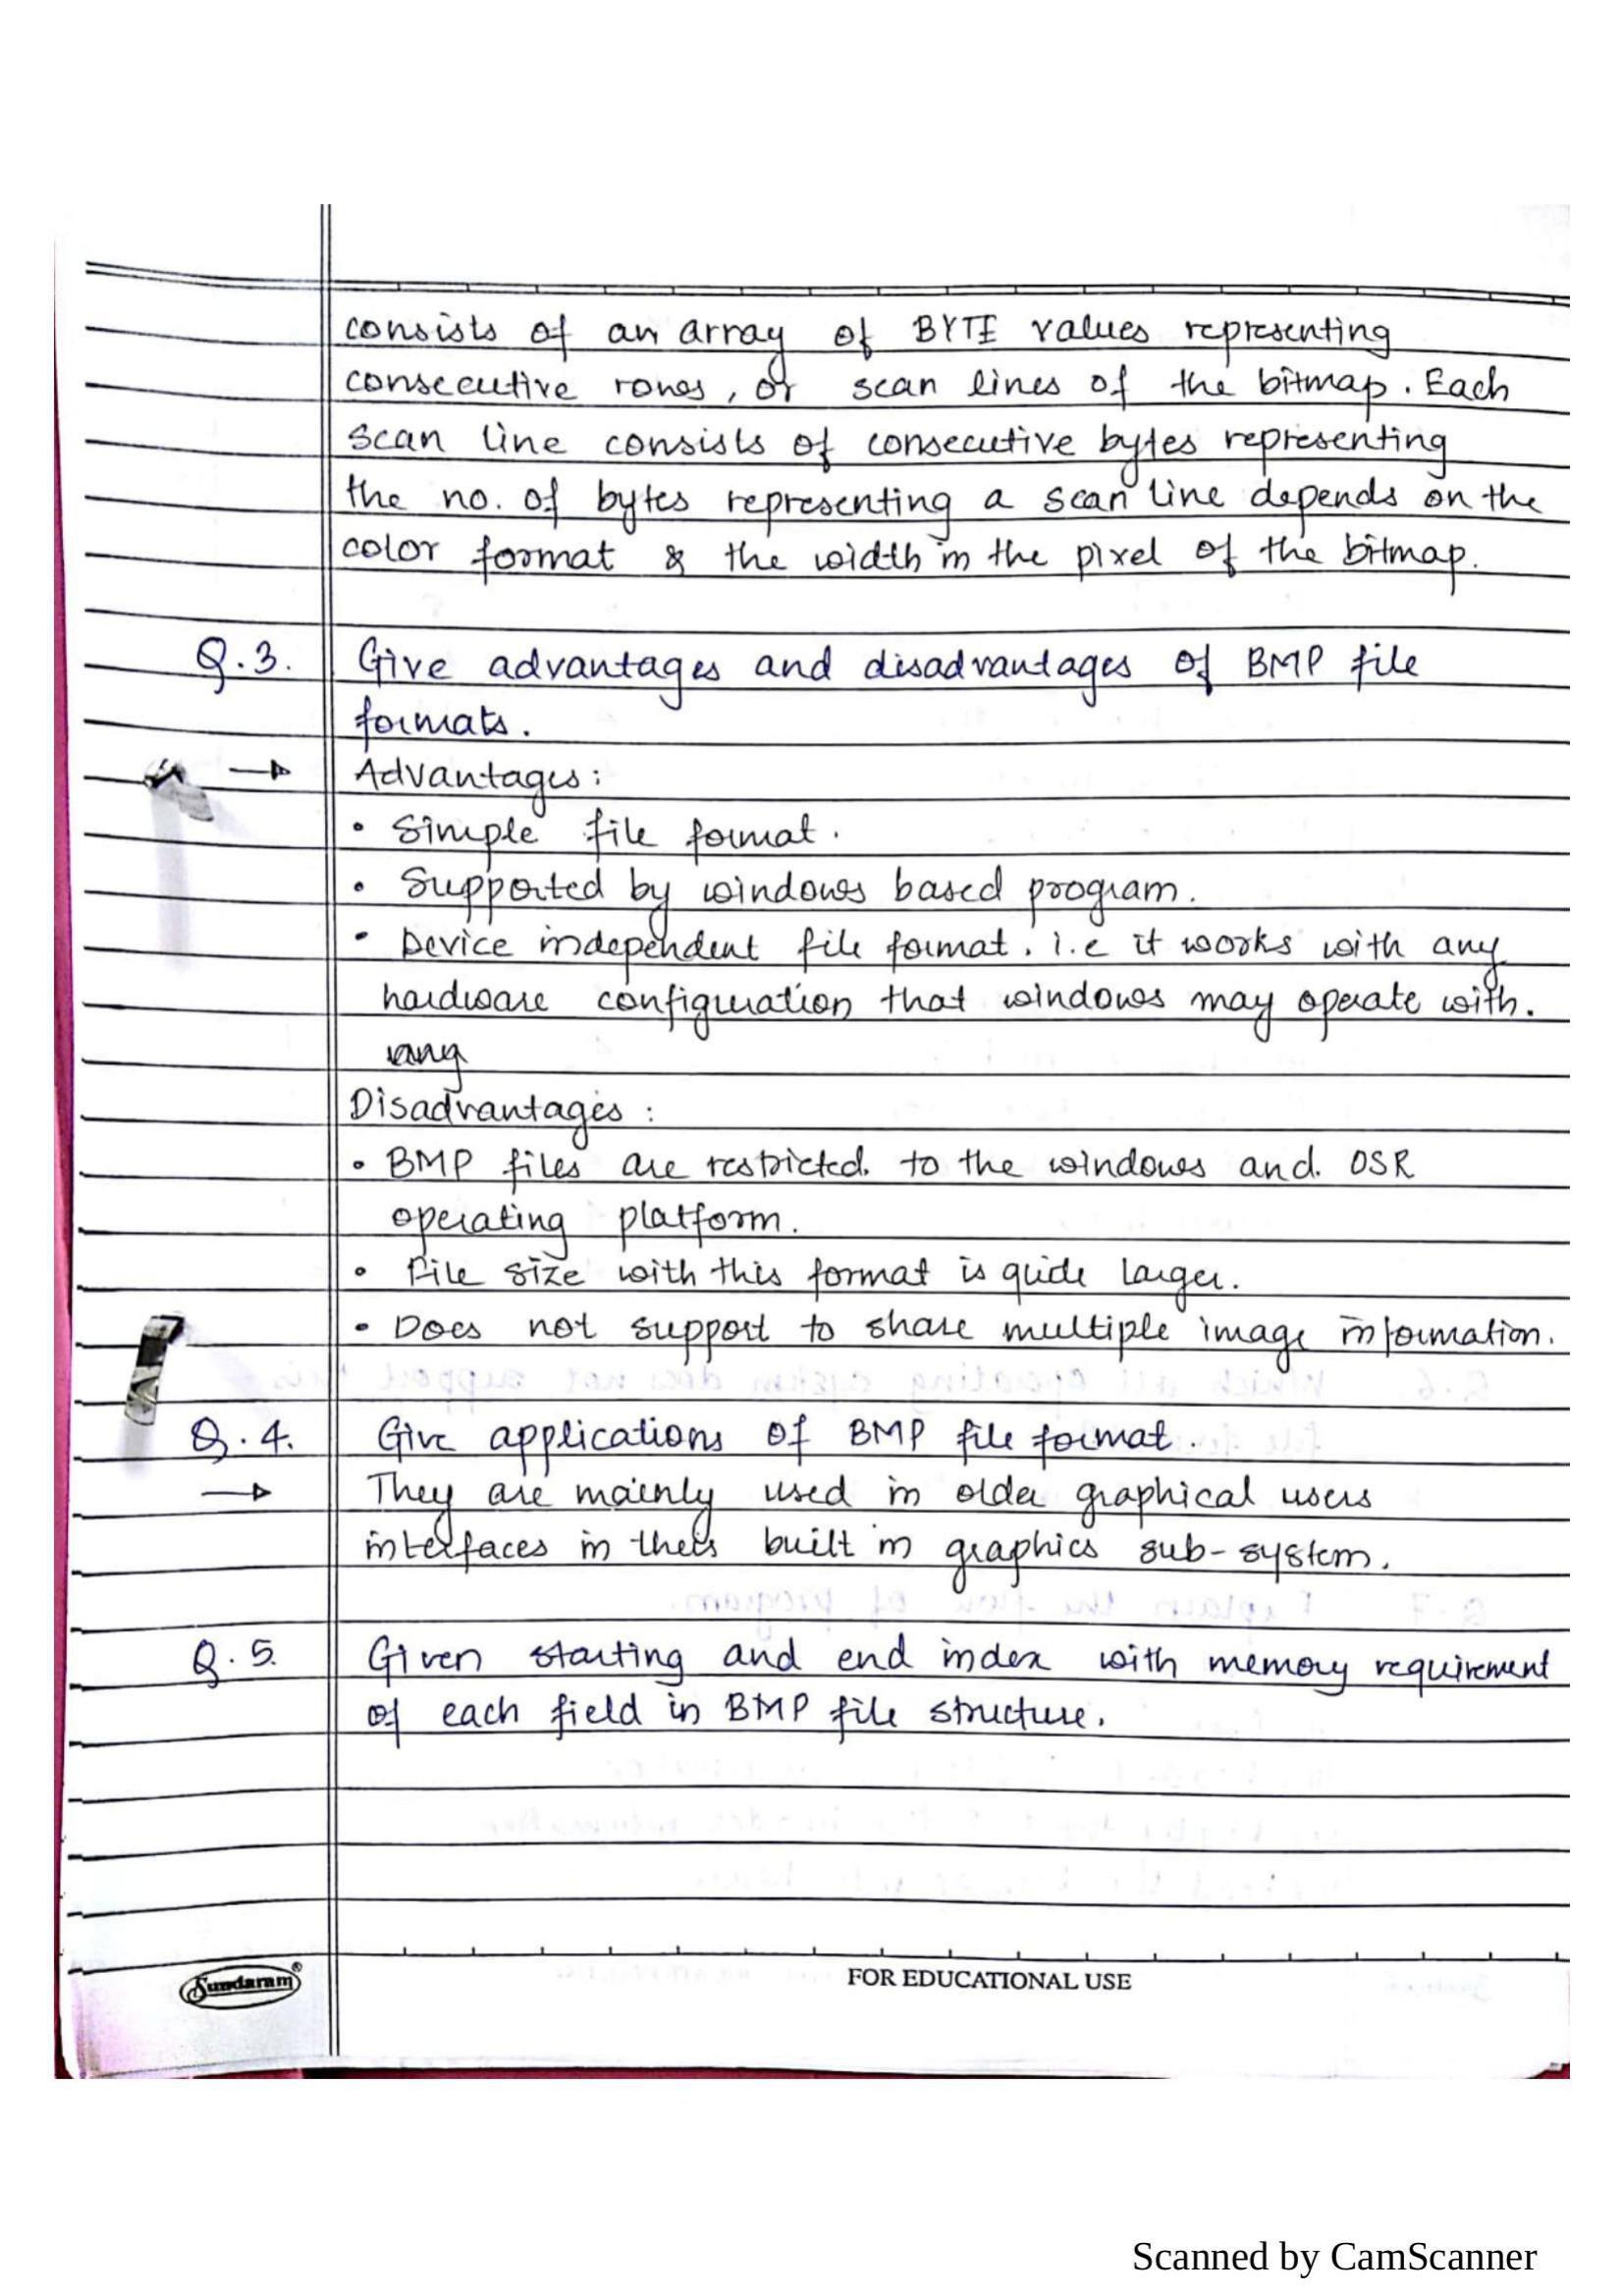 consists of an array of BYTE values representing
consecutive rows, or scan lines of the bitmap. Each
scan line consists of consecutive bytes representing
the no. of bytes representing a scan line depends on the
color format & the width in the pixel of the bitmap.
Q.3. Give advantages and disadvantages of BMP file
formats.
→ Advantages:
• Simple file format.
• Supported by windows based program.
• Device independent file format. i.e it works with any
hardware configuration that windows may operate with.
any
Disadvantages:
• BMP files are restricted. to the windows and. OSR
operating platform.
• File size with this format is quide larger.
• Does not support to share multiple image information.
Q.4. Give applications of BMP file format.
→ They are mainly used in older graphical users
interfaces in their built in graphics sub-system.
Q.5. Given starting and end index with memory requirement
of each field in BMP file structure.
Sundaram®
FOR EDUCATIONAL USE
Scanned by CamScanner